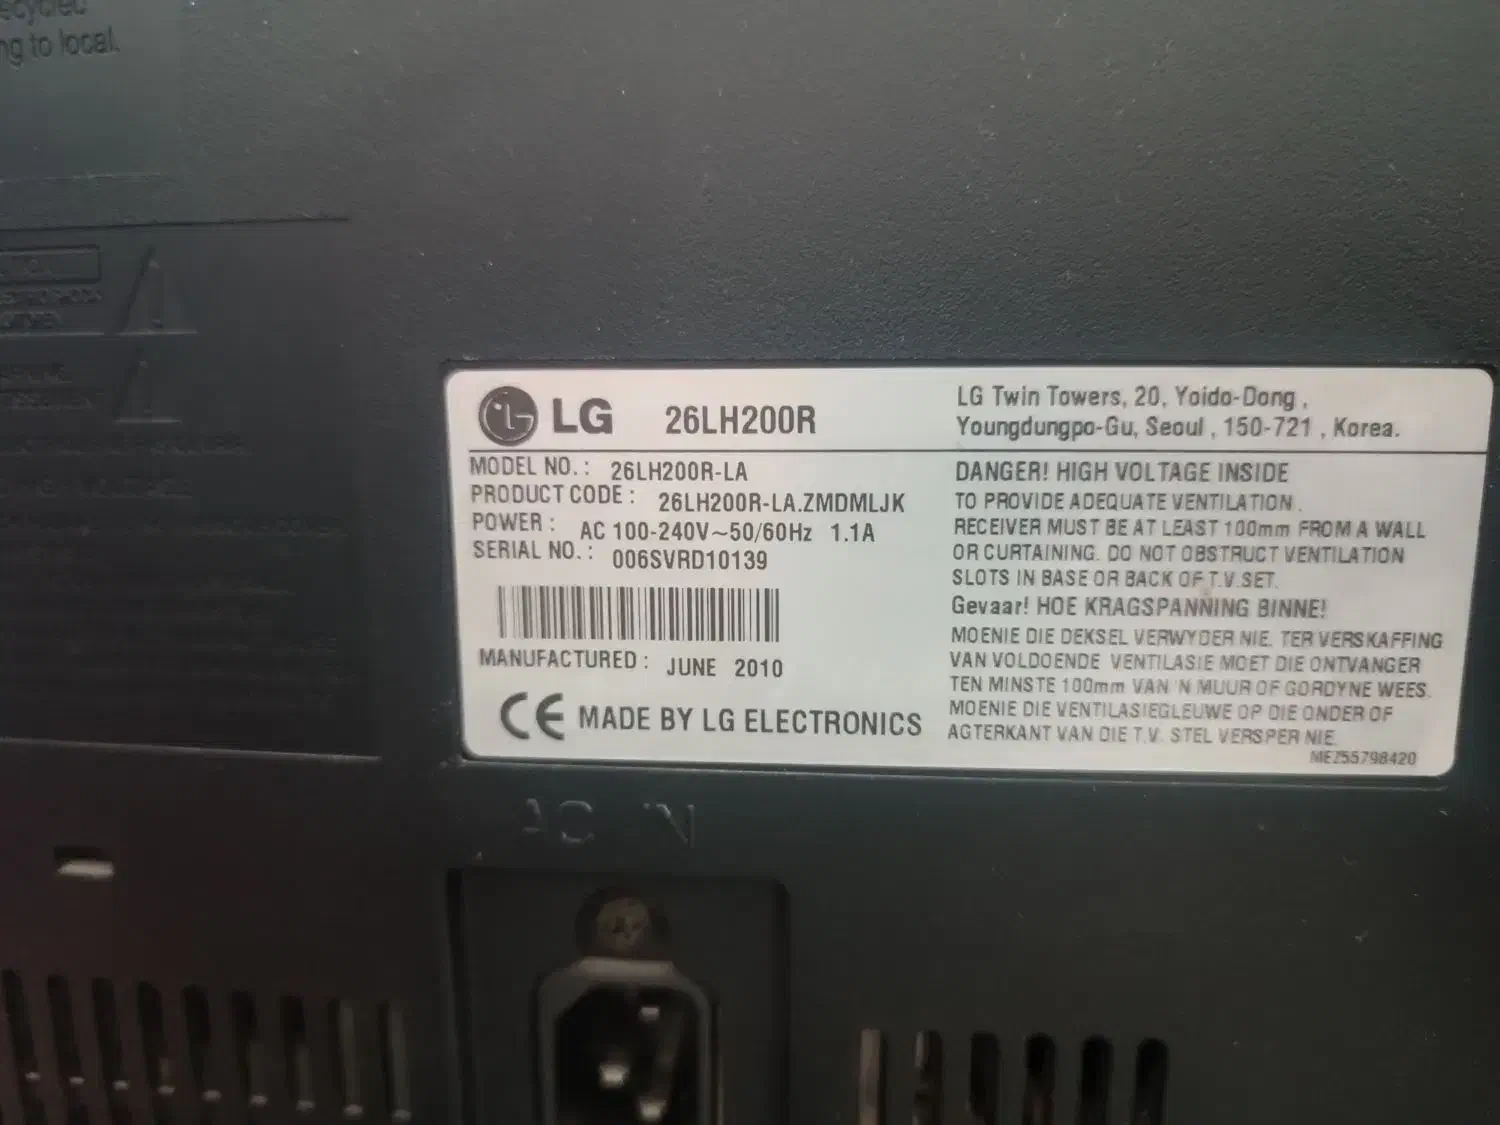 ecycled
ng to local.
LG 26LH200R
LG Twin Towers, 20, Yoido-Dong ,
Youngdungpo-Gu, Seoul , 150-721 , Korea.
MODEL NO. : 26LH200R-LA
PRODUCT CODE : 26LH200R-LA.ZMDMLJK
POWER : AC 100-240V~50/60Hz 1.1A
SERIAL NO. : 006SVRD10139
MANUFACTURED : JUNE 2010
CE MADE BY LG ELECTRONICS
DANGER! HIGH VOLTAGE INSIDE
TO PROVIDE ADEQUATE VENTILATION .
RECEIVER MUST BE AT LEAST 100mm FROM A WALL
OR CURTAINING. DO NOT OBSTRUCT VENTILATION
SLOTS IN BASE OR BACK OF T.V. SET.
Gevaar! HOE KRAGSPANNING BINNE!
MOENIE DIE DEKSEL VERWYDER NIE. TER VERSKAFFING
VAN VOLDOENDE VENTILASIE MOET DIE ONTVANGER
TEN MINSTE 100mm VAN 'N MUUR OF GORDYNE WEES.
MOENIE DIE VENTILASIEGLEUWE OP DIE ONDER OF
AGTERKANT VAN DIE T.V. STEL VERSPER NIE.
MEZ55798420
AC IN